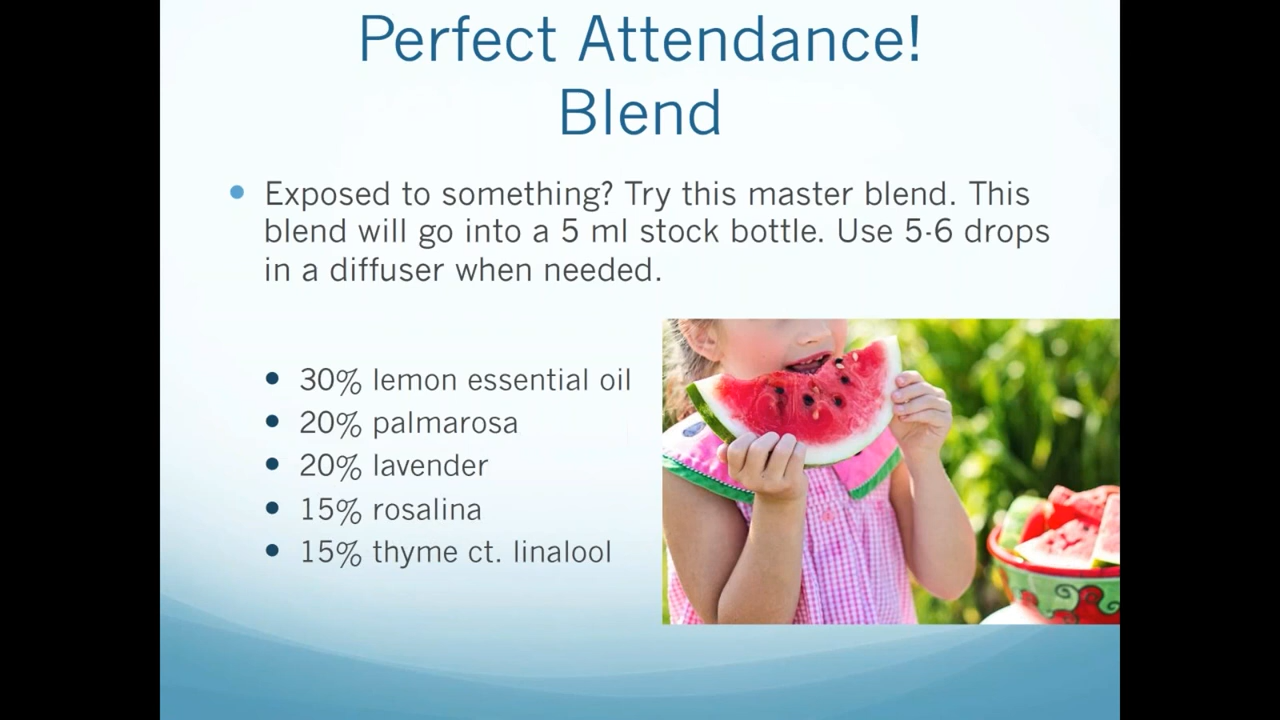 Perfect Attendance!
Blend
Exposed to something? Try this master blend. This
blend will go into a 5 ml stock bottle. Use 5-6 drops
in a diffuser when needed.
30% lemon essential oil
20% palmarosa
20% lavender
15% rosalina
15% thyme ct. linalool